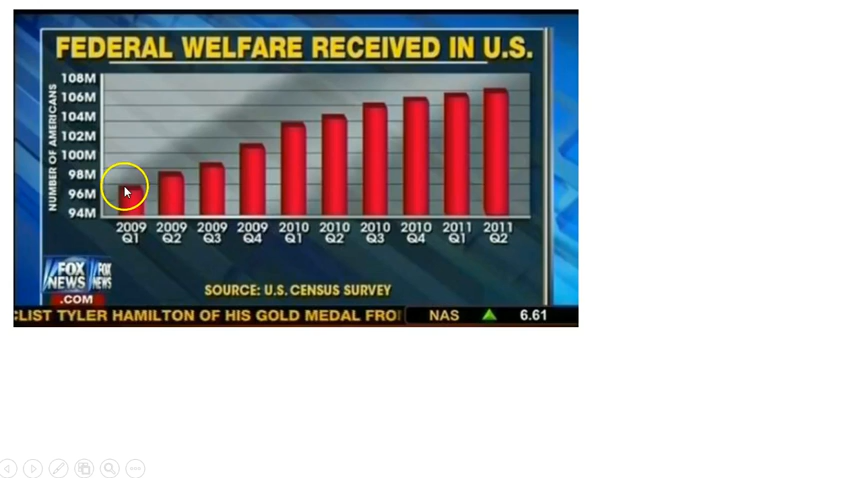 FEDERAL WELFARE RECEIVED IN U.S.
NUMBER OF AMERICANS
108M
106M
104M
102M
100M
98M
96M
94M
2009 2009 2009 2009 2010 2010 2010 2010 2011 2011
Q1 Q2 Q3 Q4 Q1 Q2 Q3 Q4 Q1 Q2
FOX FOX
NEWS NEWS
.COM
SOURCE: U.S. CENSUS SURVEY
CLIST TYLER HAMILTON OF HIS GOLD MEDAL FROM NAS 6.61